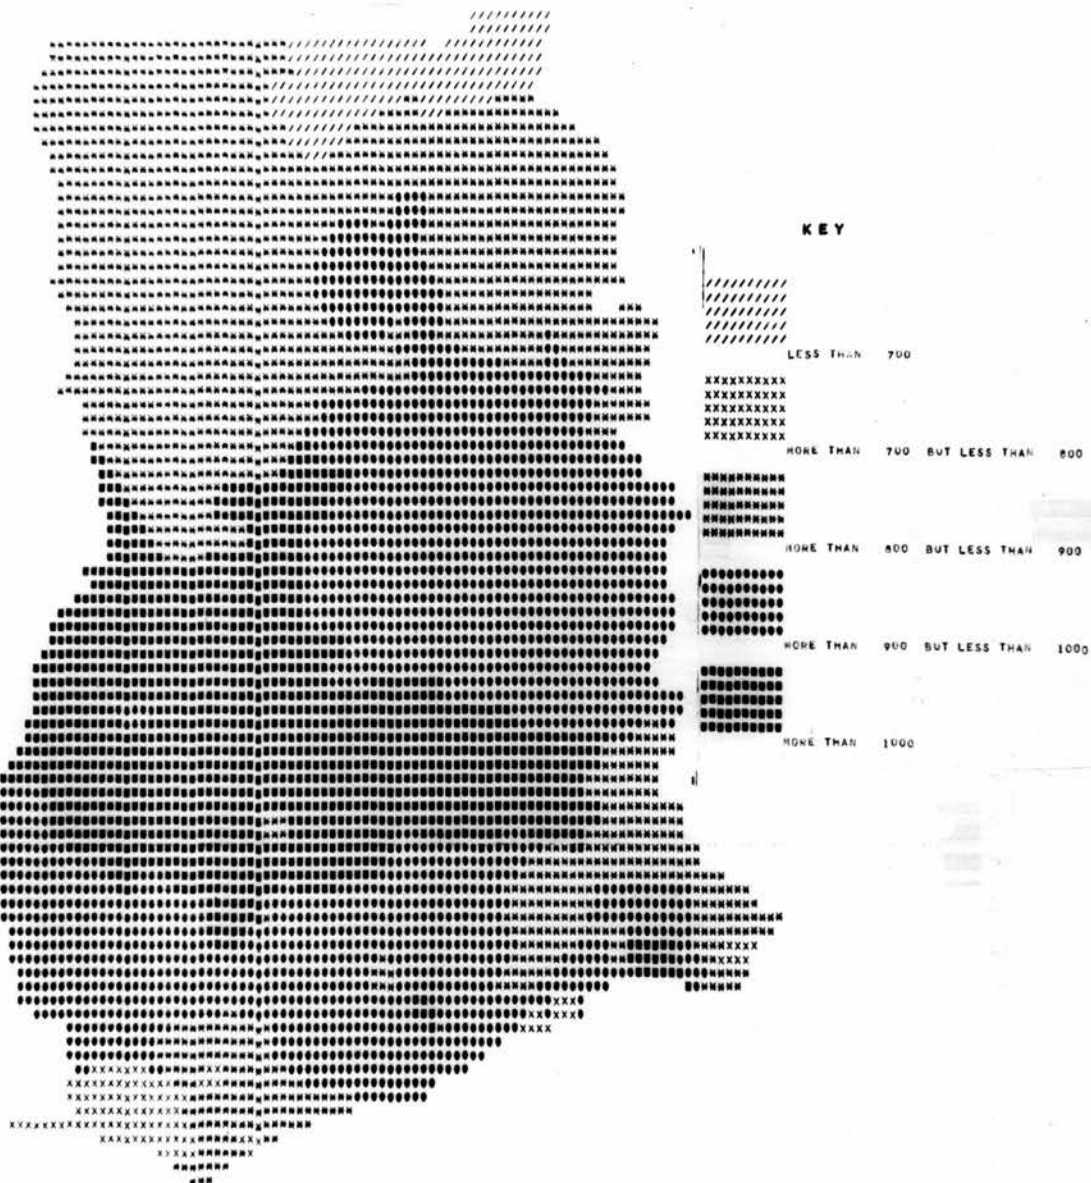 KEY
LESS THAN 700
MORE THAN 700 BUT LESS THAN 800
MORE THAN 800 BUT LESS THAN 900
MORE THAN 900 BUT LESS THAN 1000
MORE THAN 1000